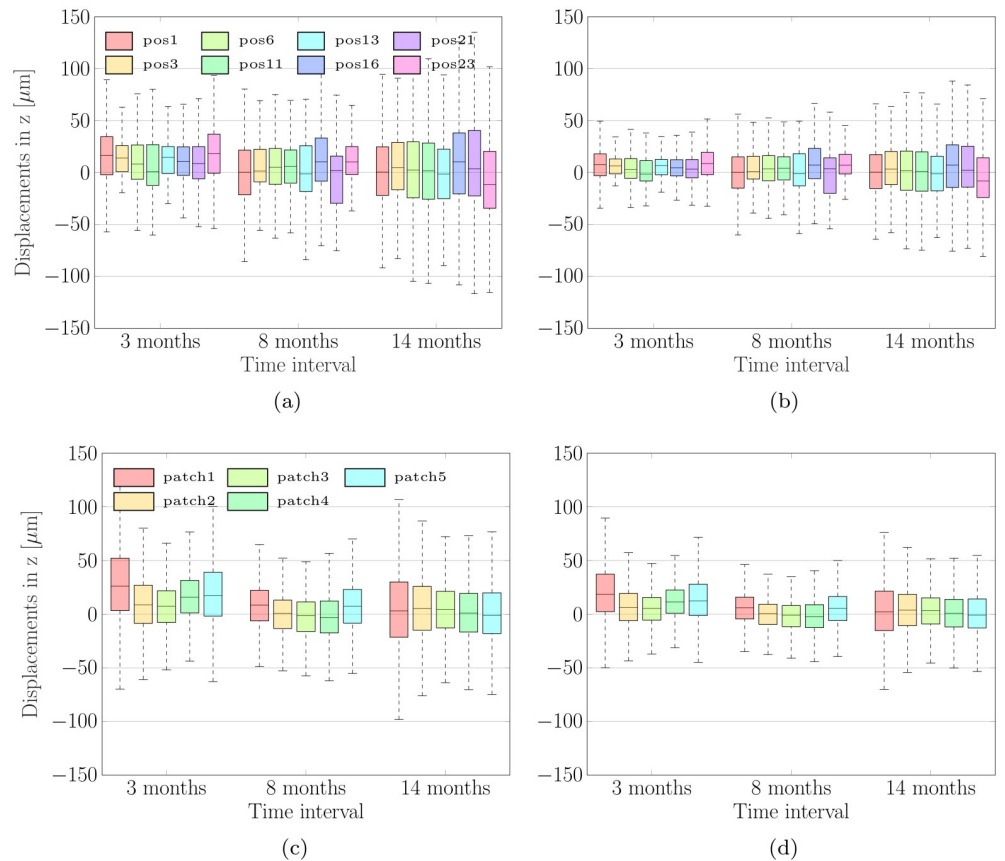 150
100
50
0
−50
−100
−150
Displacements in z [μm]
pos1 pos6 pos13 pos21
pos3 pos11 pos16 pos23
3 months 8 months 14 months
Time interval
(a)
150
100
50
0
−50
−100
−150
3 months 8 months 14 months
Time interval
(b)
150
100
50
0
−50
−100
−150
Displacements in z [μm]
patch1 patch3 patch5
patch2 patch4
3 months 8 months 14 months
Time interval
(c)
150
100
50
0
−50
−100
−150
3 months 8 months 14 months
Time interval
(d)